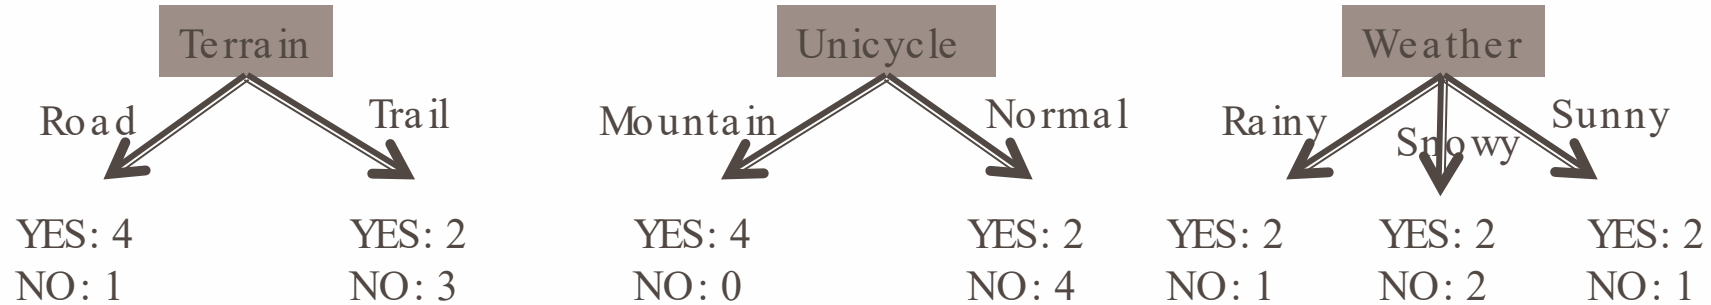 Terrain
Road
Trail
YES: 4
NO: 1
YES: 2
NO: 3
Unicycle
Mountain
Normal
YES: 4
NO: 0
YES: 2
NO: 4
Weather
Rainy
Snowy
Sunny
YES: 2
NO: 1
YES: 2
NO: 2
YES: 2
NO: 1